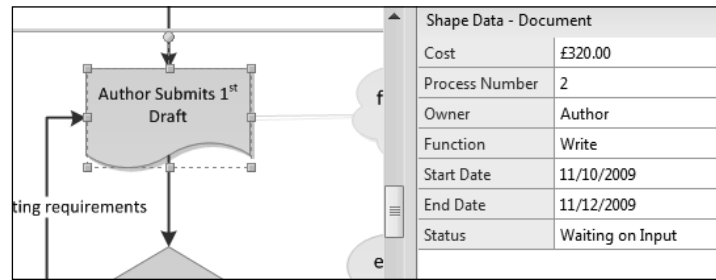 Author Submits 1st
Draft
f
ting requirements
e
Shape Data - Document
Cost £320.00
Process Number 2
Owner Author
Function Write
Start Date 11/10/2009
End Date 11/12/2009
Status Waiting on Input